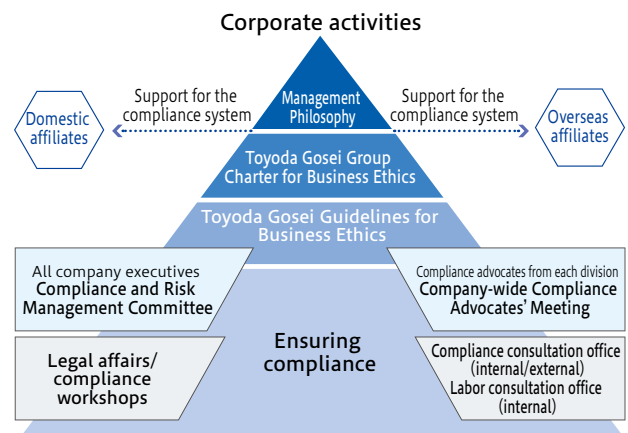 Corporate activities
Management
Philosophy
Support for the
compliance system
Support for the
compliance system
Domestic
affiliates
Overseas
affiliates
Toyoda Gosei Group
Charter for Business Ethics
Toyoda Gosei Guidelines for
Business Ethics
All company executives
Compliance and Risk
Management Committee
Compliance advocates from each division
Company-wide Compliance
Advocates' Meeting
Ensuring
compliance
Legal affairs/
compliance
workshops
Compliance consultation office
(internal/external)
Labor consultation office
(internal)